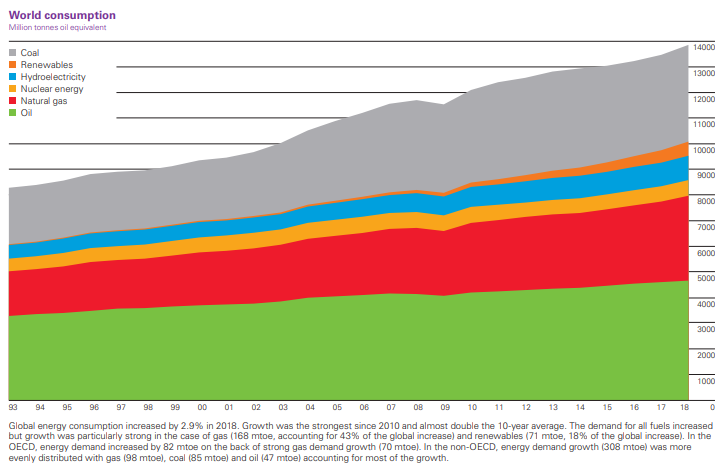 World consumption
Million tonnes oil equivalent
Coal
Renewables
Hydroelectricity
Nuclear energy
Natural gas
Oil
14000
13000
12000
11000
10000
9000
8000
7000
6000
5000
4000
3000
2000
1000
0
93 94 95 96 97 98 99 00 01 02 03 04 05 06 07 08 09 10 11 12 13 14 15 16 17 18
Global energy consumption increased by 2.9% in 2018. Growth was the strongest since 2010 and almost double the 10-year average. The demand for all fuels increased
but growth was particularly strong in the case of gas (168 mtoe, accounting for 43% of the global increase) and renewables (71 mtoe, 18% of the global increase). In the
OECD, energy demand increased by 82 mtoe on the back of strong gas demand growth (70 mtoe). In the non-OECD, energy demand growth (308 mtoe) was more
evenly distributed with gas (98 mtoe), coal (85 mtoe) and oil (47 mtoe) accounting for most of the growth.